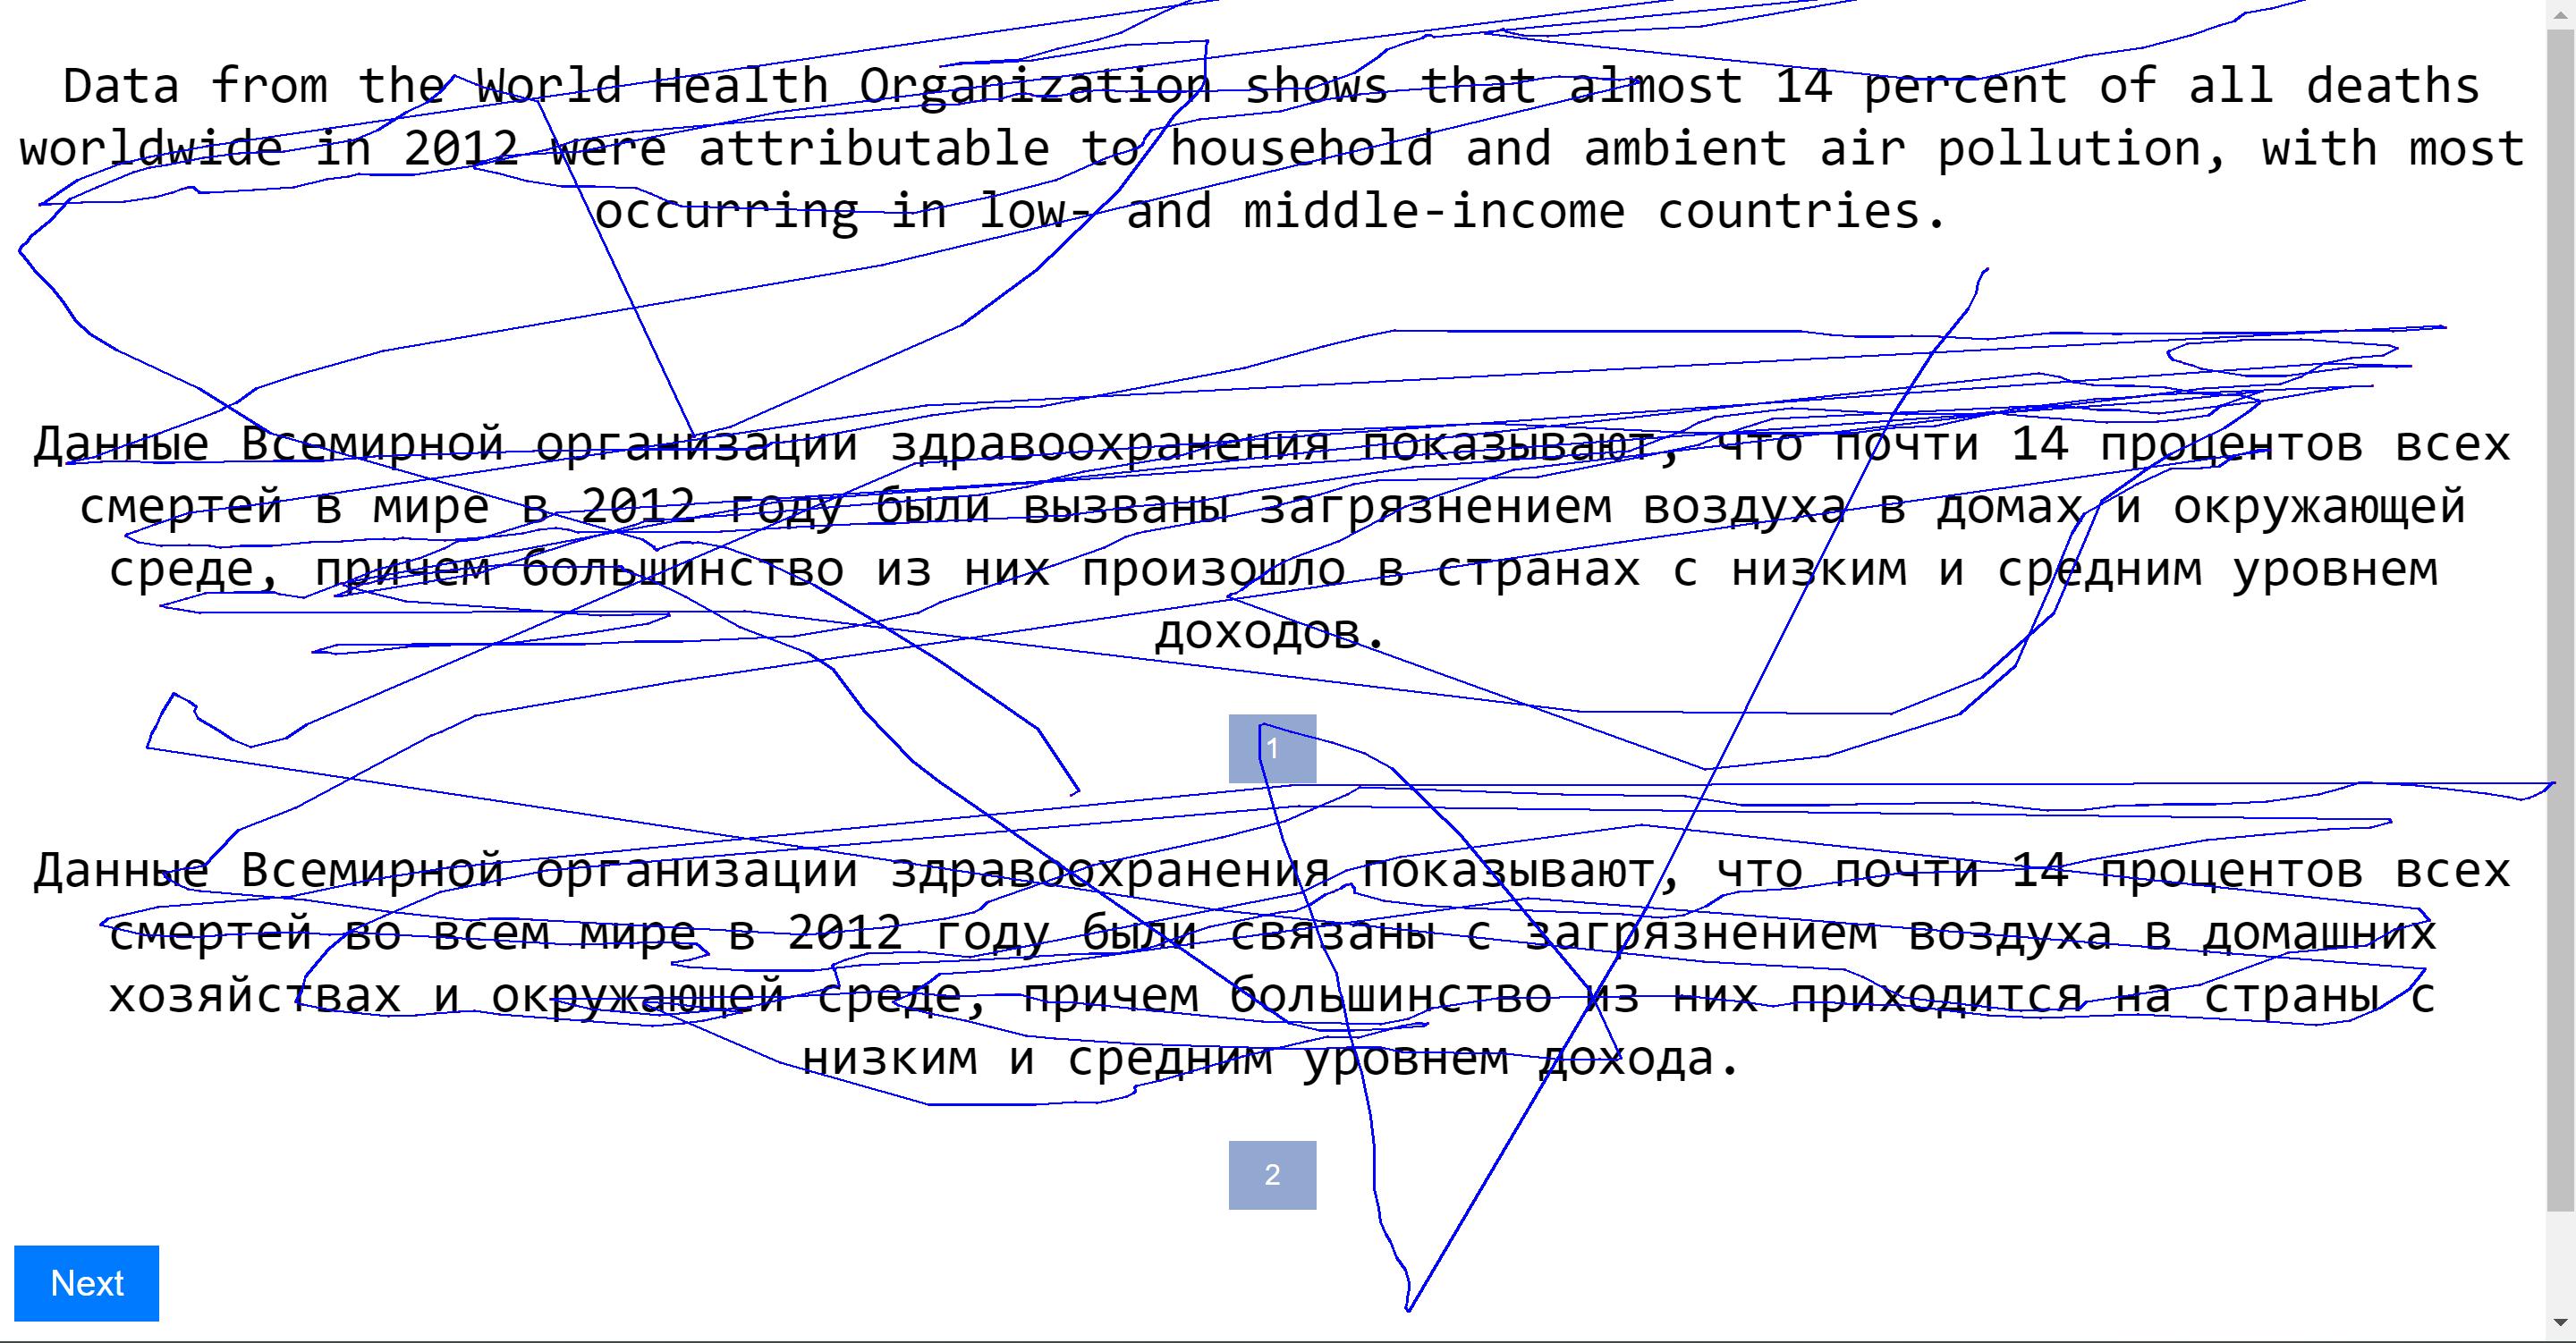 Data from the World Health Organization shows that almost 14 percent of all deaths
worldwide in 2012 were attributable to household and ambient air pollution, with most
occurring in low- and middle-income countries.
Данные Всемирной организации здравоохранения показывают, что почти 14 процентов всех
смертей в мире в 2012 году были вызваны загрязнением воздуха в домах и окружающей
среде, причем большинство из них произошло в странах с низким и средним уровнем
доходов.
1
Данные Всемирной организации здравоохранения показывают, что почти 14 процентов всех
смертей во всем мире в 2012 году были связаны с загрязнением воздуха в домашних
хозяйствах и окружающей среде, причем большинство из них приходится на страны с
низким и средним уровнем дохода.
2
Next